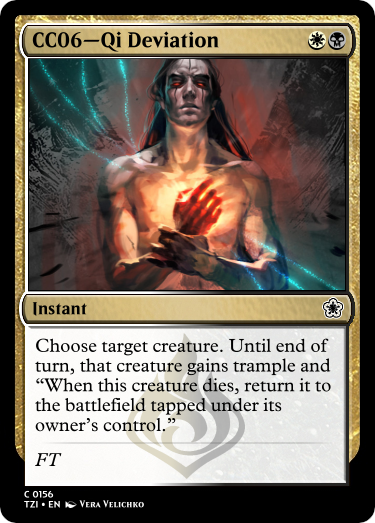 CC06—Qi Deviation
Instant
Choose target creature. Until end of
turn, that creature gains trample and
“When this creature dies, return it to
the battlefield tapped under its
owner’s control.”
FT
C 0156
TZI • EN Vera Velichko